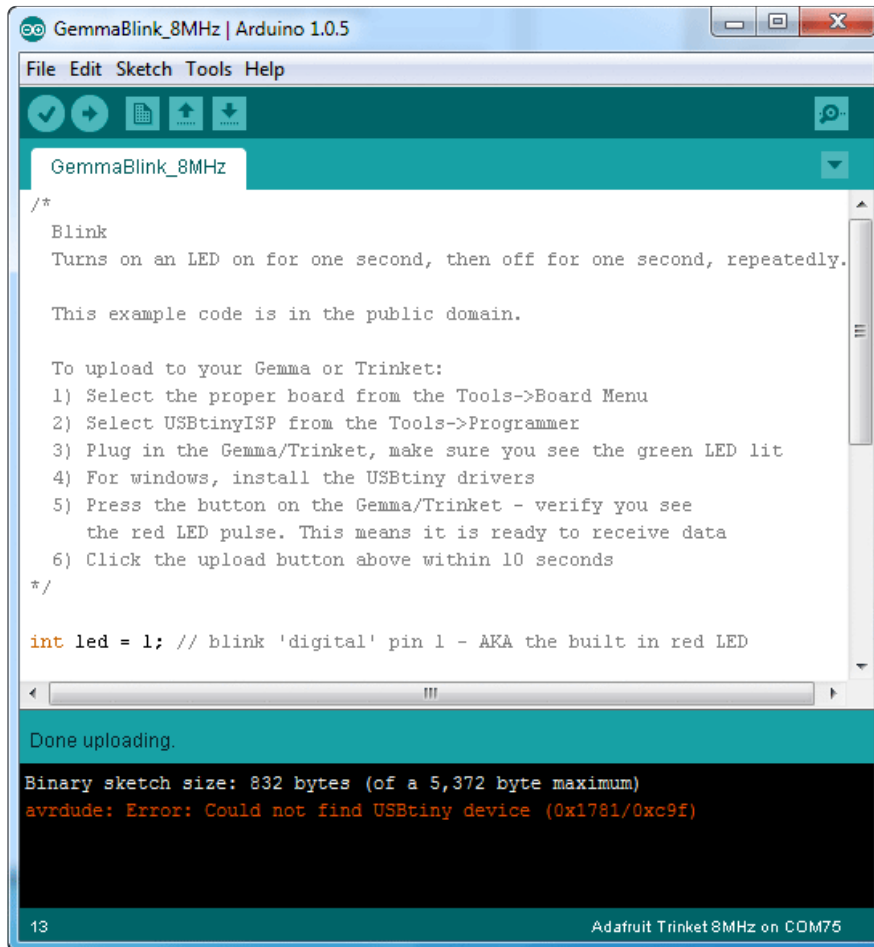 GemmaBlink_8MHz | Arduino 1.0.5
File Edit Sketch Tools Help
GemmaBlink_8MHz
/*
Blink
Turns on an LED on for one second, then off for one second, repeatedly.
This example code is in the public domain.
To upload to your Gemma or Trinket:
1) Select the proper board from the Tools->Board Menu
2) Select USBtinyISP from the Tools->Programmer
3) Plug in the Gemma/Trinket, make sure you see the green LED lit
4) For windows, install the USBtiny drivers
5) Press the button on the Gemma/Trinket - verify you see
the red LED pulse. This means it is ready to receive data
6) Click the upload button above within 10 seconds
*/
int led = 1; // blink 'digital' pin 1 - AKA the built in red LED
Done uploading.
Binary sketch size: 832 bytes (of a 5,372 byte maximum)
avrdude: Error: Could not find USBtiny device (0x1781/0xc9f)
13
Adafruit Trinket 8MHz on COM75